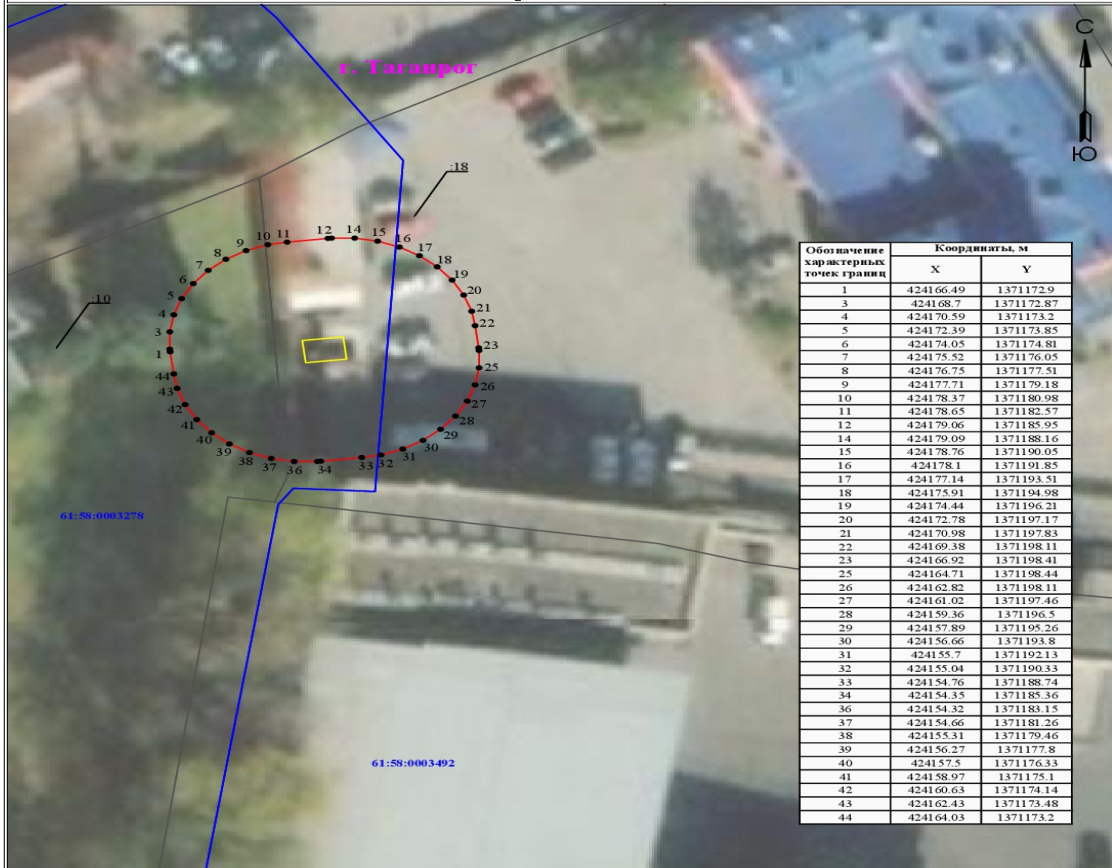 г. Таганрог
С
Ю
:18
:10
10 11 12 14 15 16 17 18 19 20 21 22 23 25 26 27 28 29 30 31 32 33 34 36 37 38 39 40 41 42 43 44 1 3 4 5 6 7 8 9
61:58:0003278
61:58:0003492
Обозначение характерных точек границ Координаты, м
X Y
1 424166.49 1371172.9
3 424168.7 1371172.87
4 424170.59 1371173.2
5 424172.39 1371173.85
6 424174.05 1371174.81
7 424175.52 1371176.05
8 424176.75 1371177.51
9 424177.71 1371179.18
10 424178.37 1371180.98
11 424178.65 1371182.57
12 424179.06 1371185.95
14 424179.09 1371188.16
15 424178.76 1371190.05
16 424178.1 1371191.85
17 424177.14 1371193.51
18 424175.91 1371194.98
19 424174.44 1371196.21
20 424172.78 1371197.17
21 424170.98 1371197.83
22 424169.38 1371198.11
23 424166.92 1371198.41
25 424164.71 1371198.44
26 424162.82 1371198.11
27 424161.02 1371197.46
28 424159.36 1371196.5
29 424157.89 1371195.26
30 424156.66 1371193.8
31 424155.7 1371192.13
32 424155.04 1371190.33
33 424154.76 1371188.74
34 424154.35 1371185.36
36 424154.32 1371183.15
37 424154.66 1371181.26
38 424155.31 1371179.46
39 424156.27 1371177.8
40 424157.5 1371176.33
41 424158.97 1371175.1
42 424160.63 1371174.14
43 424162.43 1371173.48
44 424164.03 1371173.2